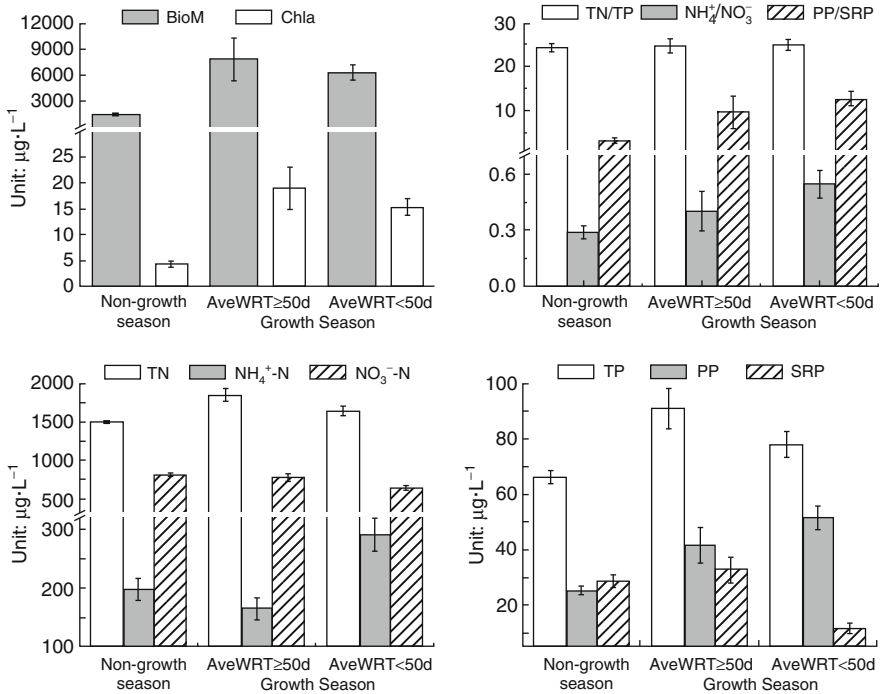 BioM Chla
12000
9000
6000
3000
25
20
15
10
5
0
Unit: µg·L⁻¹
Non-growth season
AveWRT≥50d
AveWRT<50d
Growth Season
TN/TP NH₄⁺/NO₃⁻ PP/SRP
30
20
10
0.6
0.3
0.0
Non-growth season
AveWRT≥50d
AveWRT<50d
Growth Season
TN NH₄⁺-N NO₃⁻-N
2000
1500
1000
500
300
200
100
Unit: µg·L⁻¹
Non-growth season
AveWRT≥50d
AveWRT<50d
Growth Season
TP PP SRP
100
80
60
40
20
Unit: µg·L⁻¹
Non-growth season
AveWRT≥50d
AveWRT<50d
Growth Season